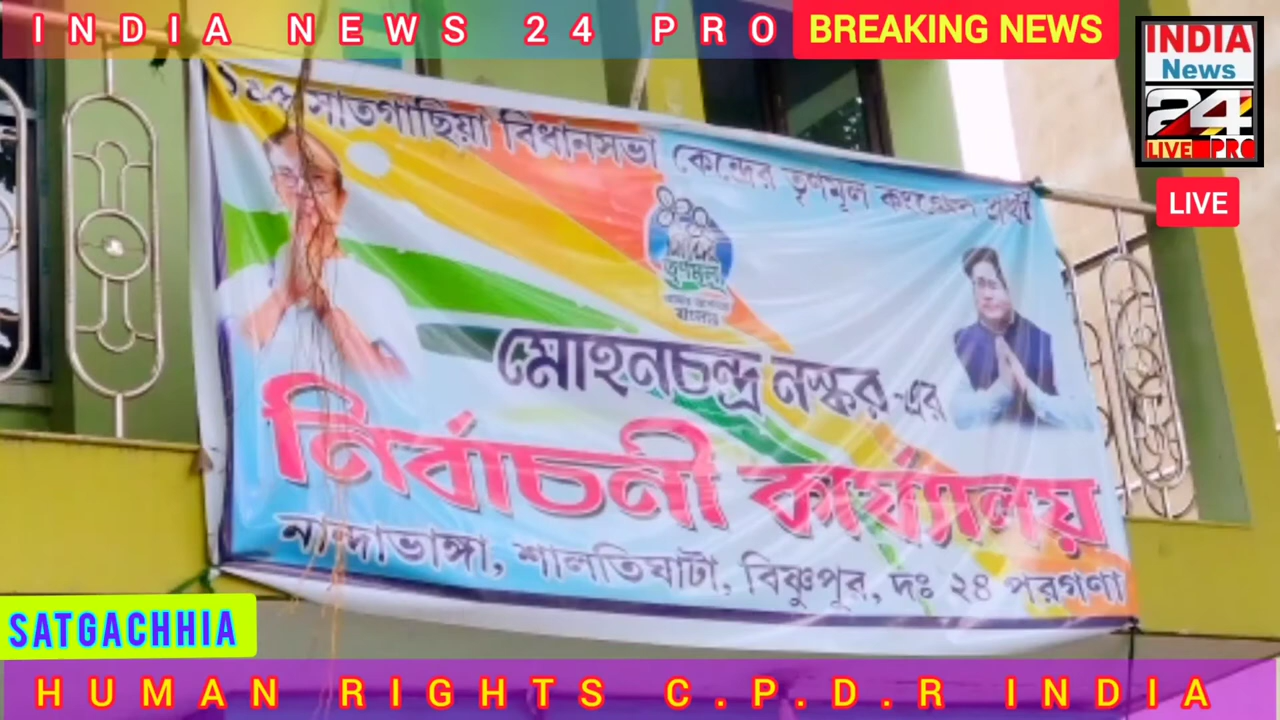 INDIA NEWS 24 PRO
BREAKING NEWS
INDIA
News
24
LIVE PRO
LIVE
সাতগাছিয়া বিধানসভা কেন্দ্রের তৃণমূল কংগ্রেস প্রার্থী
তৃণমূল
মোহনচন্দ্র নস্কর-এর
নির্বাচনী কার্য্যালয়
নান্দাভাঙ্গা, শালতিঘাটা, বিষ্ণুপুর, দঃ ২৪ পরগণা
SATGACHHIA
HUMAN RIGHTS C.P.D.R INDIA